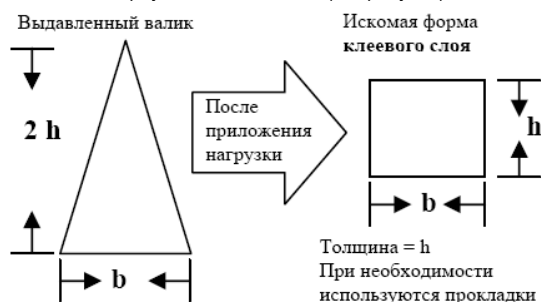 Выдавленный валик
Искомая форма
клеевого слоя
После
приложения
нагрузки
2 h
h
b
b
Толщина = h
При необходимости
используются прокладки